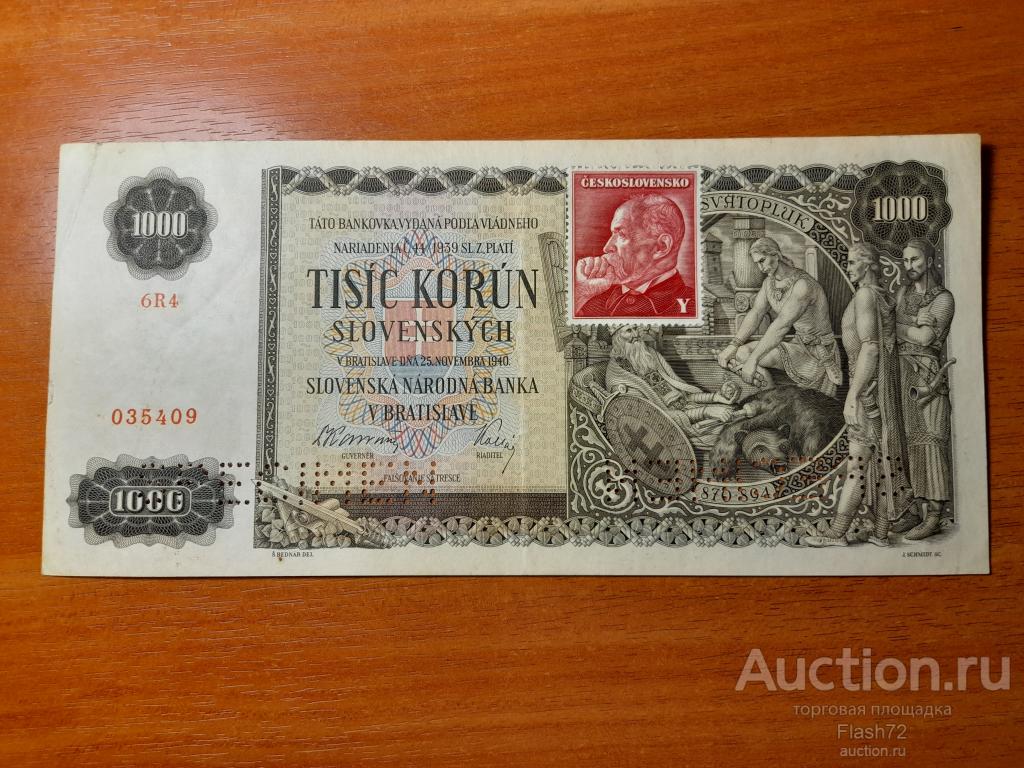 1000
6R4
035409
1000
TÁTO BANKOVKA VYDANÁ PODĽA VLÁDNEHO
NARIADENIA Č. 44/1939 SL. Z. PLATÍ
TISÍC KORÚN
SLOVENSKÝCH
V BRATISLAVE DŇA 25. NOVEMBRA 1940.
SLOVENSKÁ NÁRODNÁ BANKA
V BRATISLAVE
GUVERNÉR
RIADITEĽ
FALŠOVANIE SA TRESCE
Š. BEDNÁR DEL.
ČESKOSLOVENSKO
Y
SVÄTOPLUK
1000
870-894
J. SCHMIDT SC.
Auction.ru
торговая площадка
Flash72
auction.ru